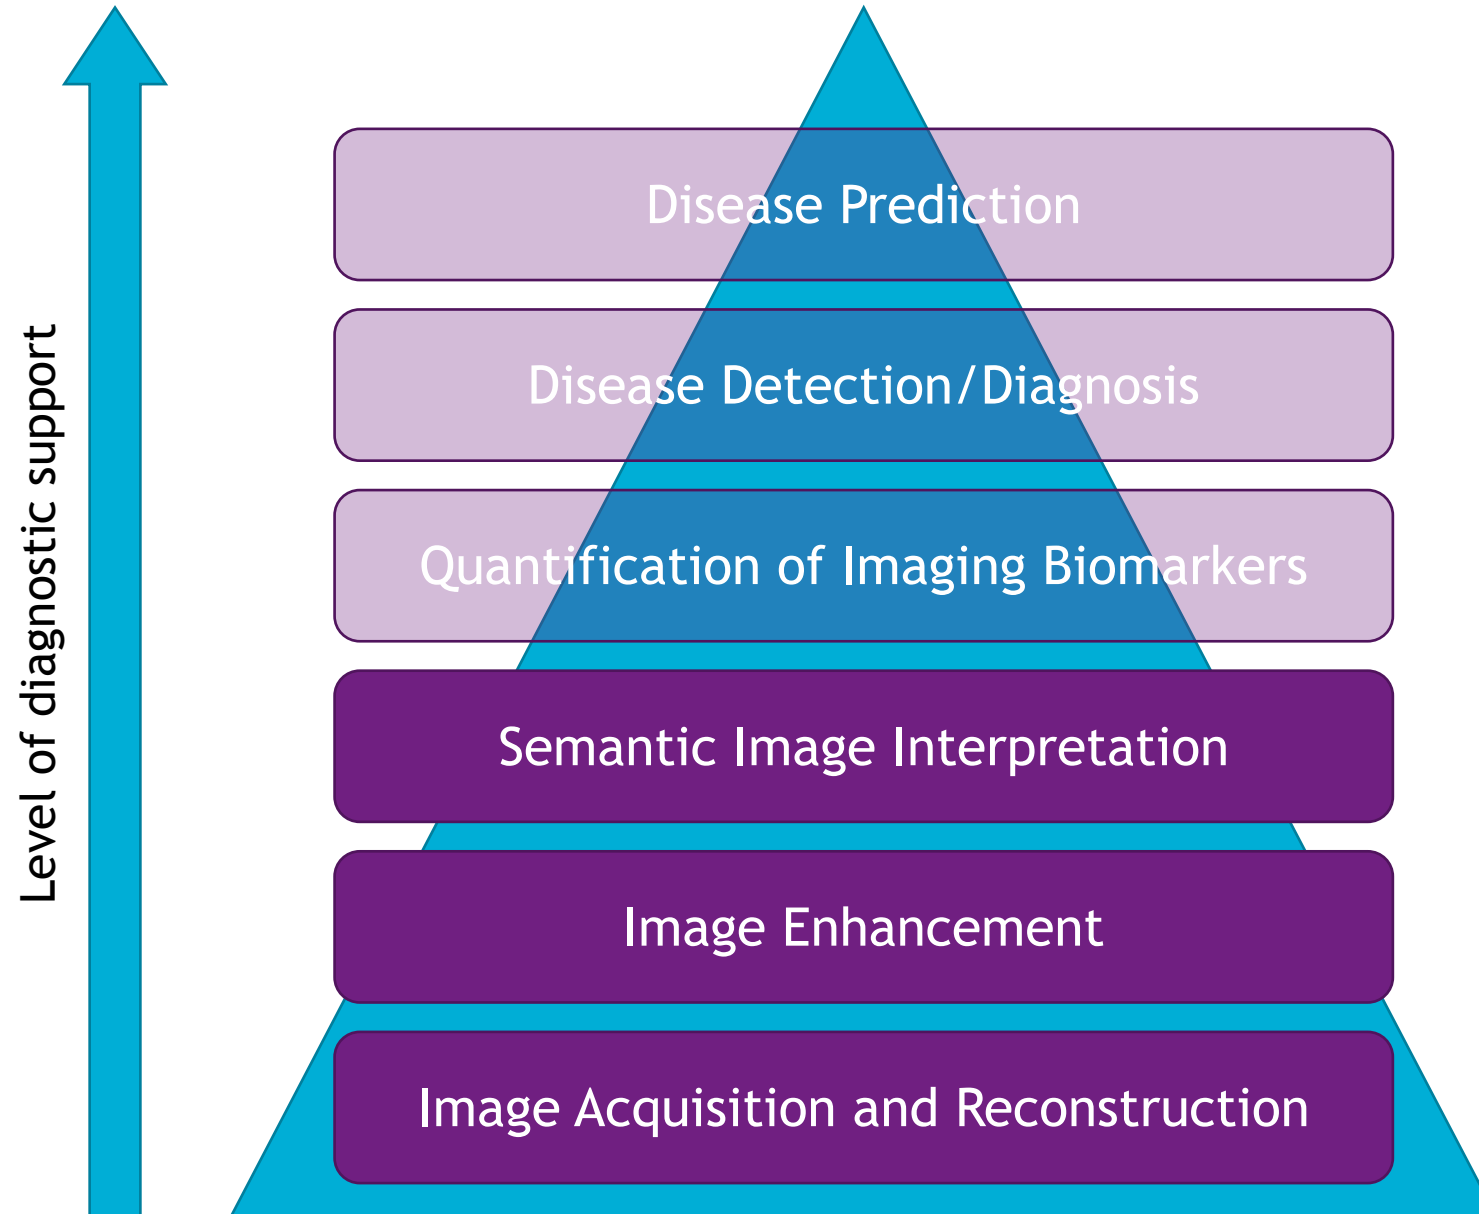 Level of diagnostic support
Disease Prediction
Disease Detection/Diagnosis
Quantification of Imaging Biomarkers
Semantic Image Interpretation
Image Enhancement
Image Acquisition and Reconstruction